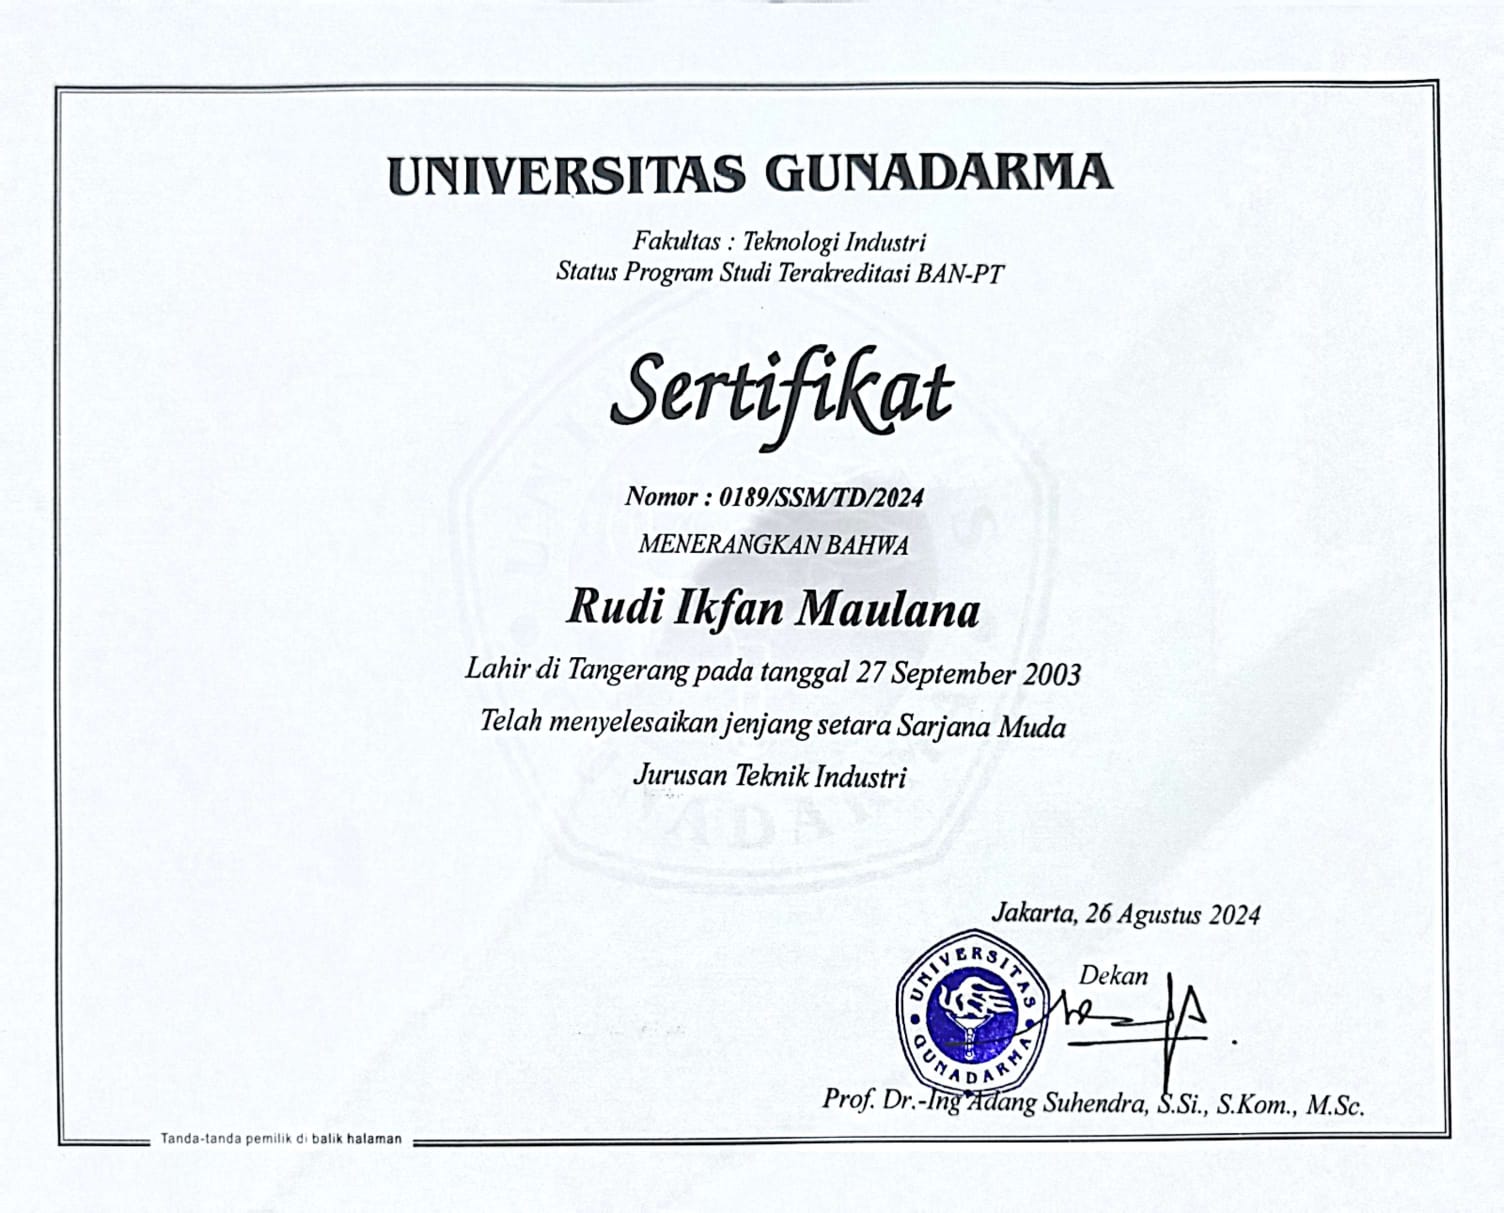 UNIVERSITAS GUNADARMA
Fakultas : Teknologi Industri
Status Program Studi Terakreditasi BAN-PT
Sertifikat
Nomor : 0189/SSM/TD/2024
MENERANGKAN BAHWA
Rudi Ikfan Maulana
Lahir di Tangerang pada tanggal 27 September 2003
Telah menyelesaikan jenjang setara Sarjana Muda
Jurusan Teknik Industri
Jakarta, 26 Agustus 2024
Dekan
UNIVERSITAS GUNADARMA
Prof. Dr.-Ing Adang Suhendra, S.Si., S.Kom., M.Sc.
Tanda-tanda pemilik di balik halaman